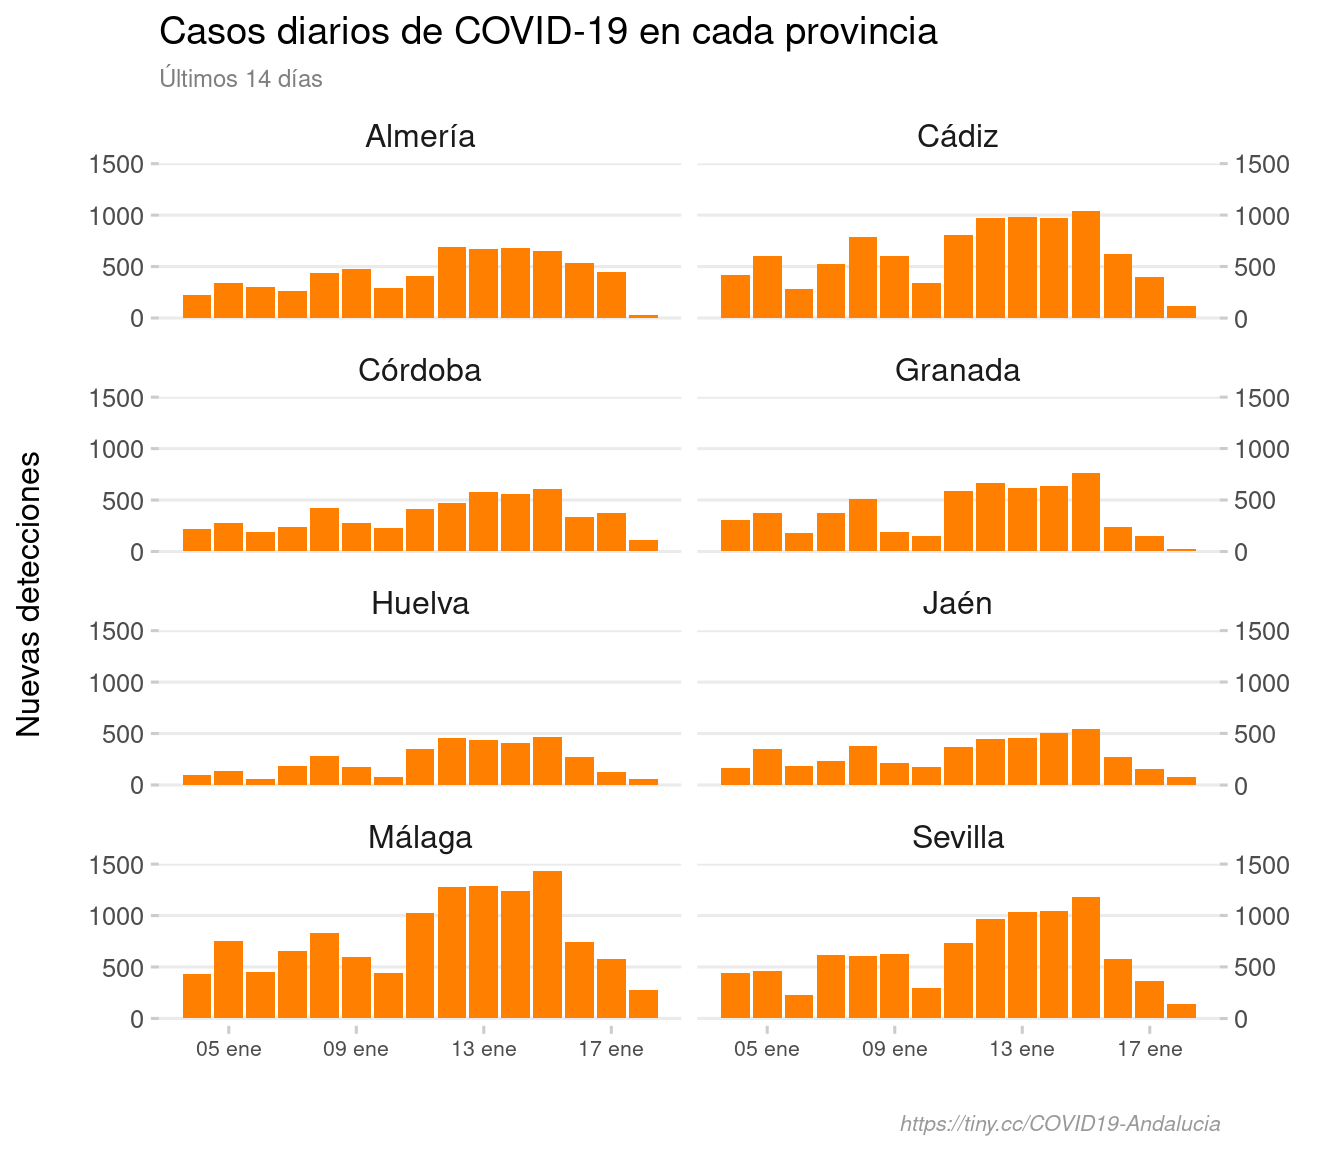 Casos diarios de COVID-19 en cada provincia
Últimos 14 días
Almería Cádiz
1500 1500
1000 1000
500 500
0 0
Córdoba Granada
1500 1500
1000 1000
500 500
0 0
Huelva Jaén
1500 1500
1000 1000
500 500
0 0
Málaga Sevilla
1500 1500
1000 1000
500 500
0 0
05 ene 09 ene 13 ene 17 ene 05 ene 09 ene 13 ene 17 ene
Nuevas detecciones
https://tiny.cc/COVID19-Andalucia